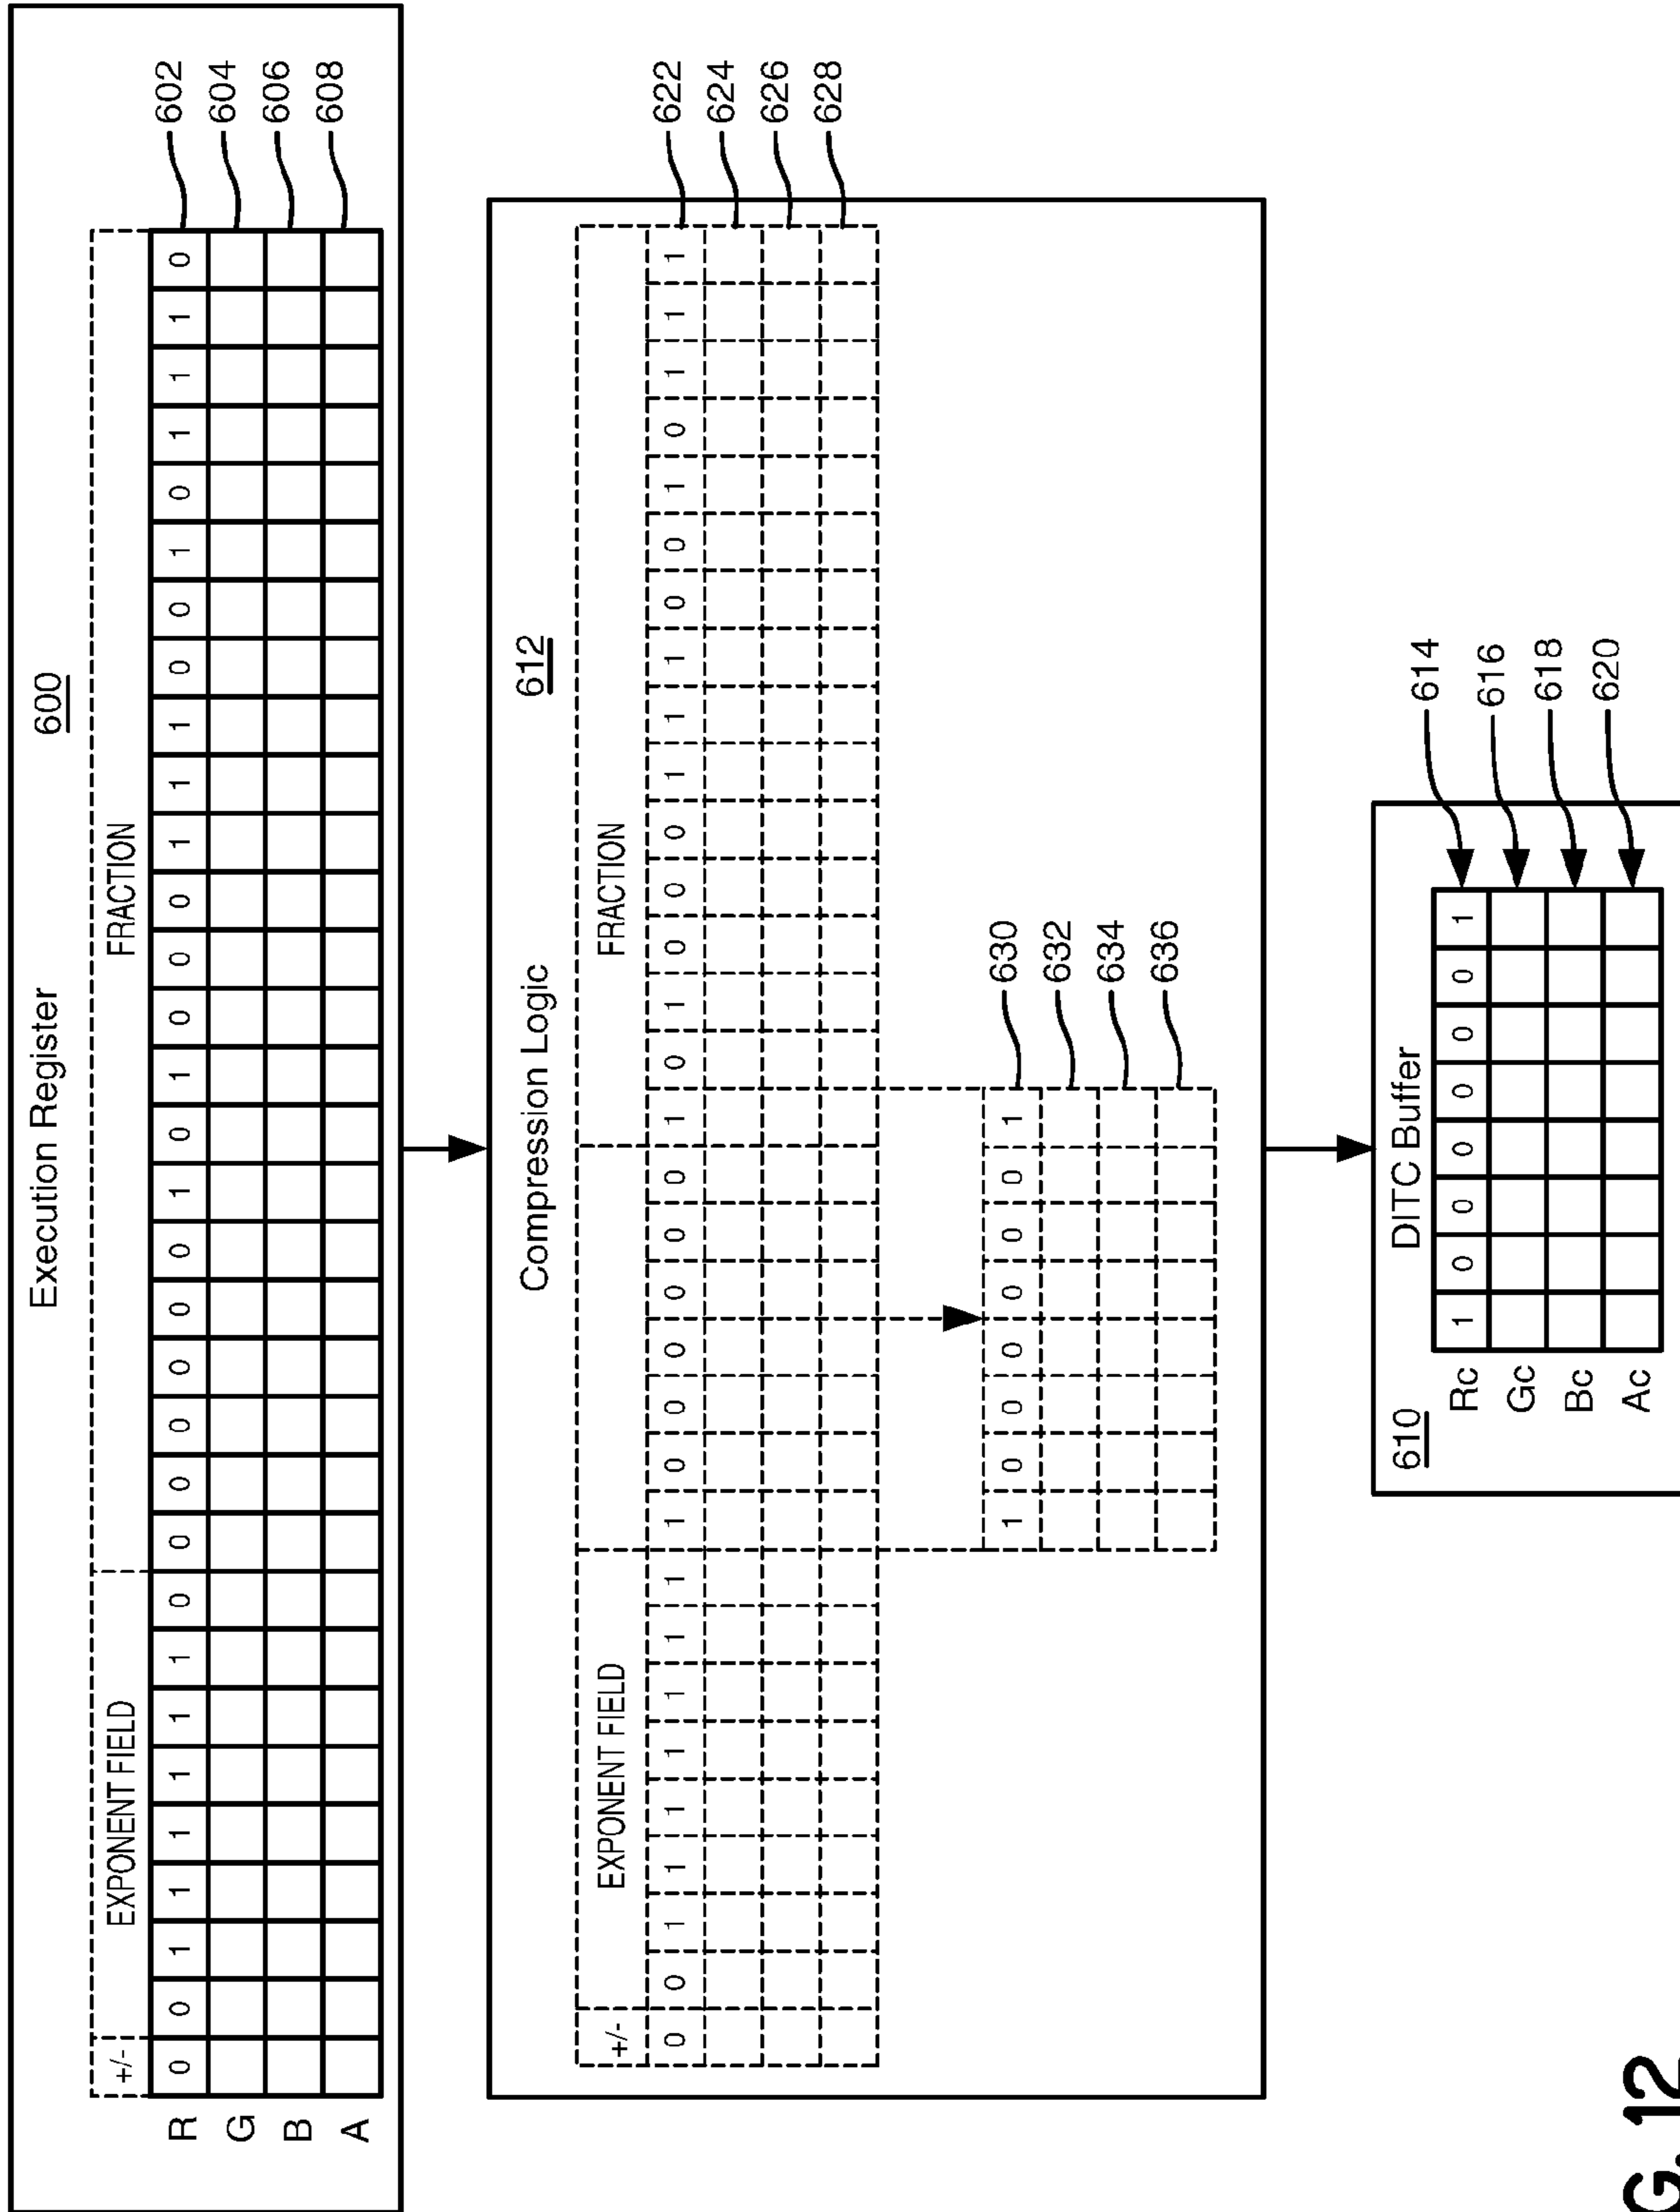 Execution Register
600
+/- EXPONENT FIELD FRACTION
R 0 0 1 1 1 1 1 1 0 0 0 0 0 0 0 1 0 1 0 0 0 1 1 1 0 0 1 0 1 1 1 0 602
G 604
B 606
A 608
Compression Logic
612
+/- EXPONENT FIELD FRACTION
0 0 1 1 1 1 1 1 1 1 0 0 0 0 0 0 1 0 1 0 0 0 1 1 1 0 0 1 0 1 1 1 622
624
626
628
1 0 0 0 0 0 0 1 630
632
634
636
610 DITC Buffer
Rc 1 0 0 0 0 0 0 1 614
Gc 616
Bc 618
Ac 620
G. 12